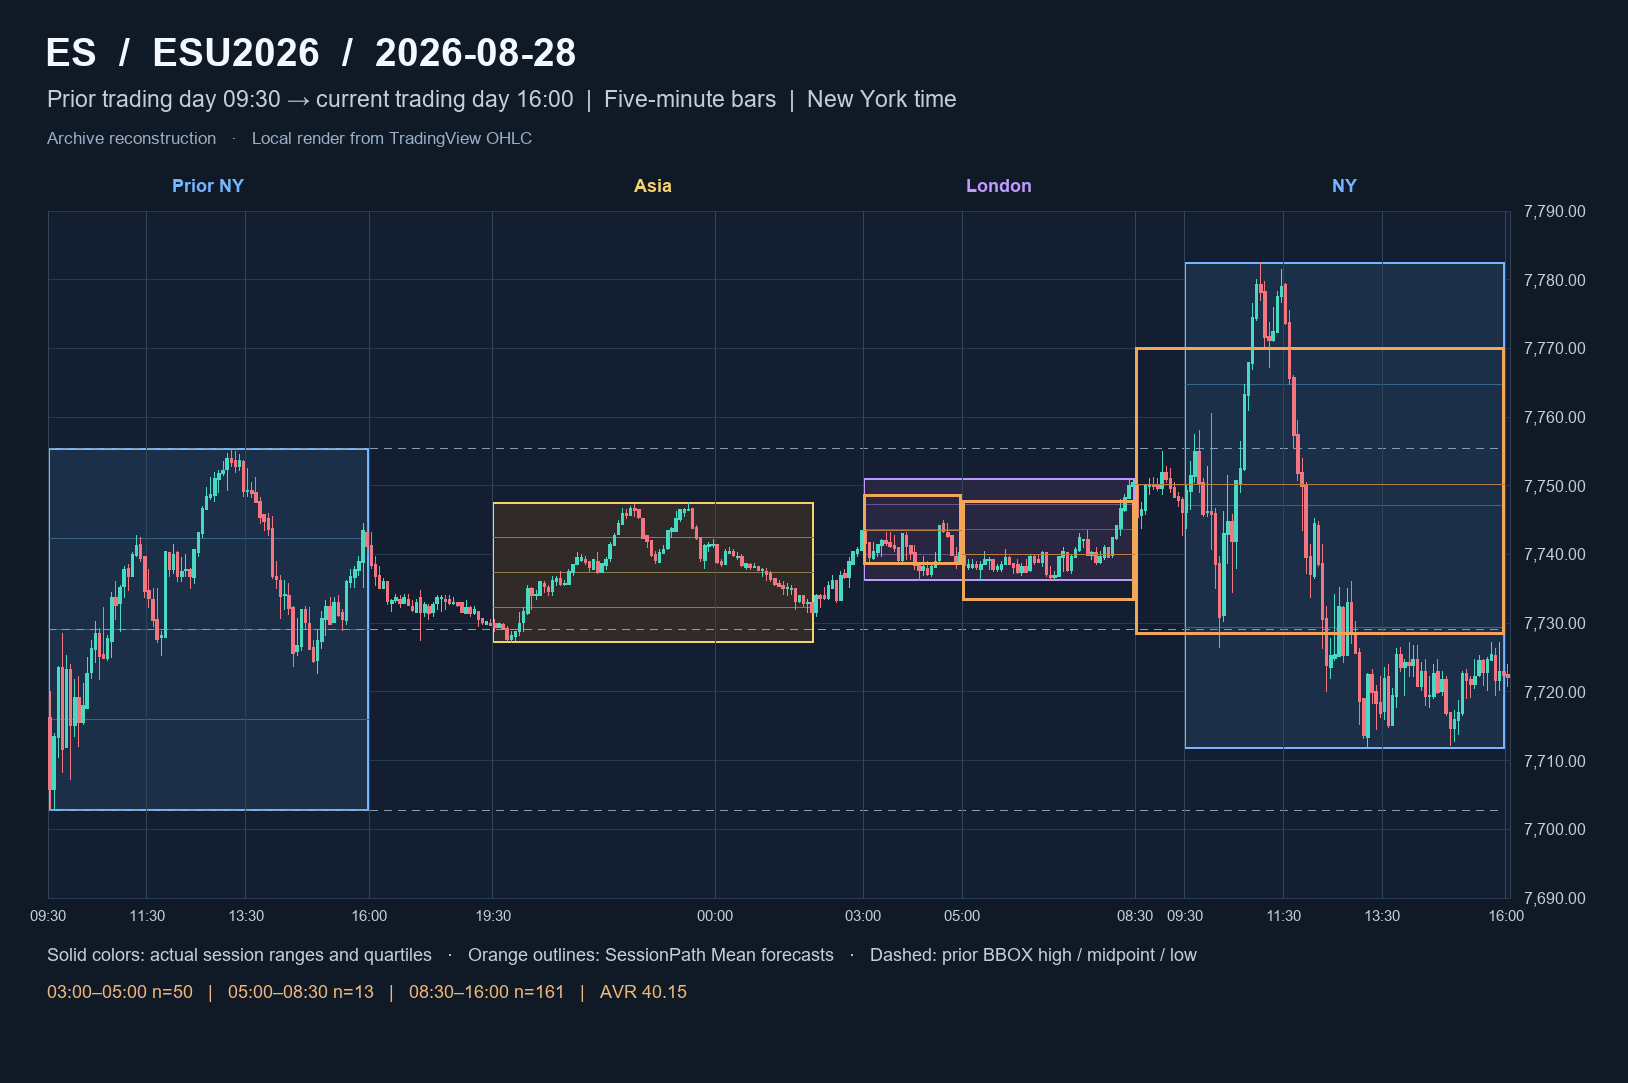 ES / ESU2026 / 2026-08-28
Prior trading day 09:30 → current trading day 16:00 | Five-minute bars | New York time
Archive reconstruction · Local render from TradingView OHLC
Prior NY Asia London NY
7,790.00
7,780.00
7,770.00
7,760.00
7,750.00
7,740.00
7,730.00
7,720.00
7,710.00
7,700.00
7,690.00
09:30 11:30 13:30 16:00 19:30 00:00 03:00 05:00 08:30 09:30 11:30 13:30 16:00
Solid colors: actual session ranges and quartiles · Orange outlines: SessionPath Mean forecasts · Dashed: prior BBOX high / midpoint / low
03:00–05:00 n=50 | 05:00–08:30 n=13 | 08:30–16:00 n=161 | AVR 40.15